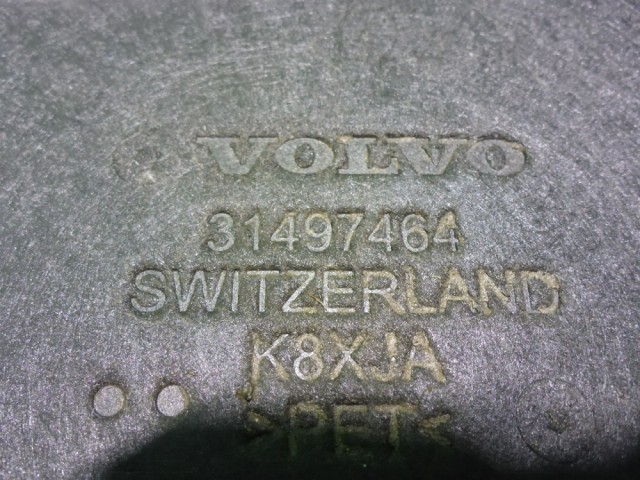 VOLVO
31497464
SWITZERLAND
K8XJA
>PET<